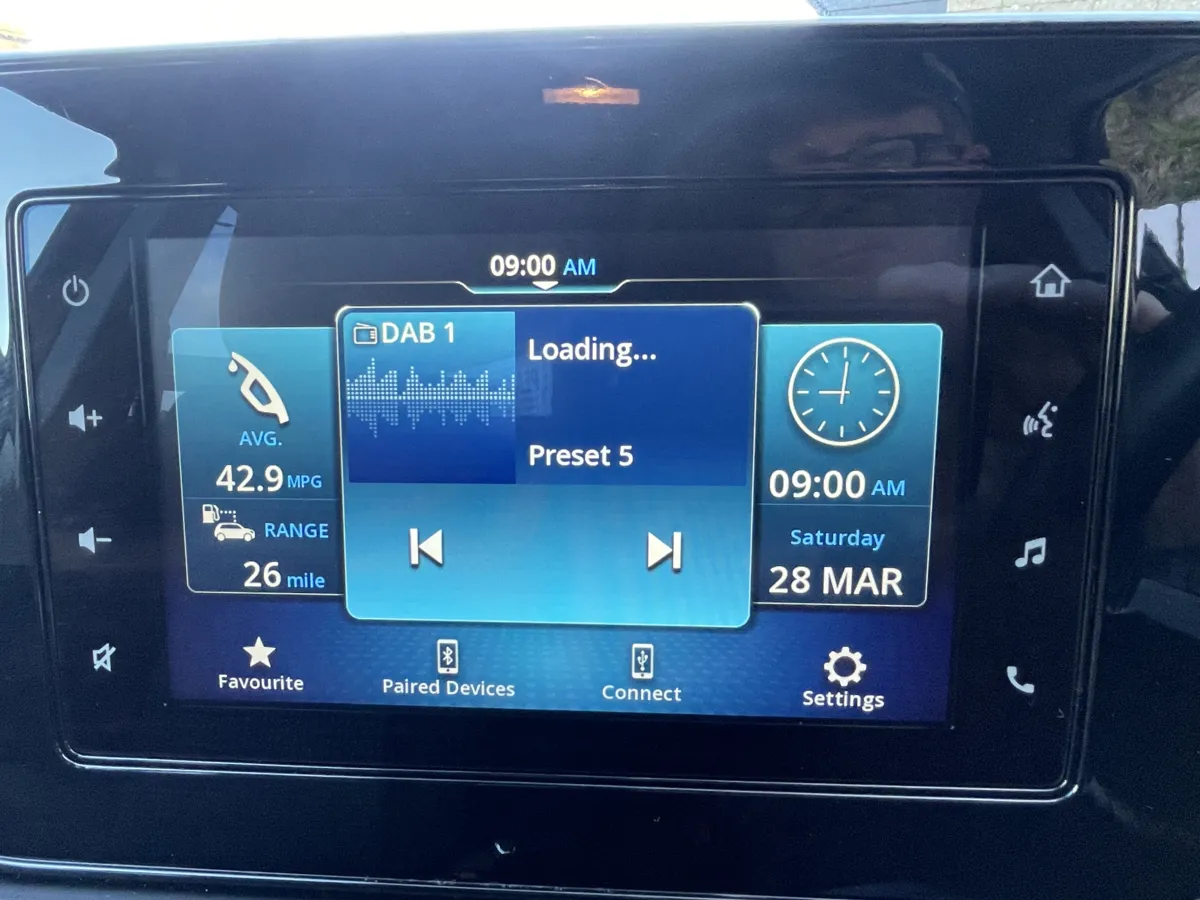 09:00 AM
DAB 1
Loading...
Preset 5
AVG.
42.9 MPG
RANGE
26 mile
09:00 AM
Saturday
28 MAR
Favourite
Paired Devices
Connect
Settings